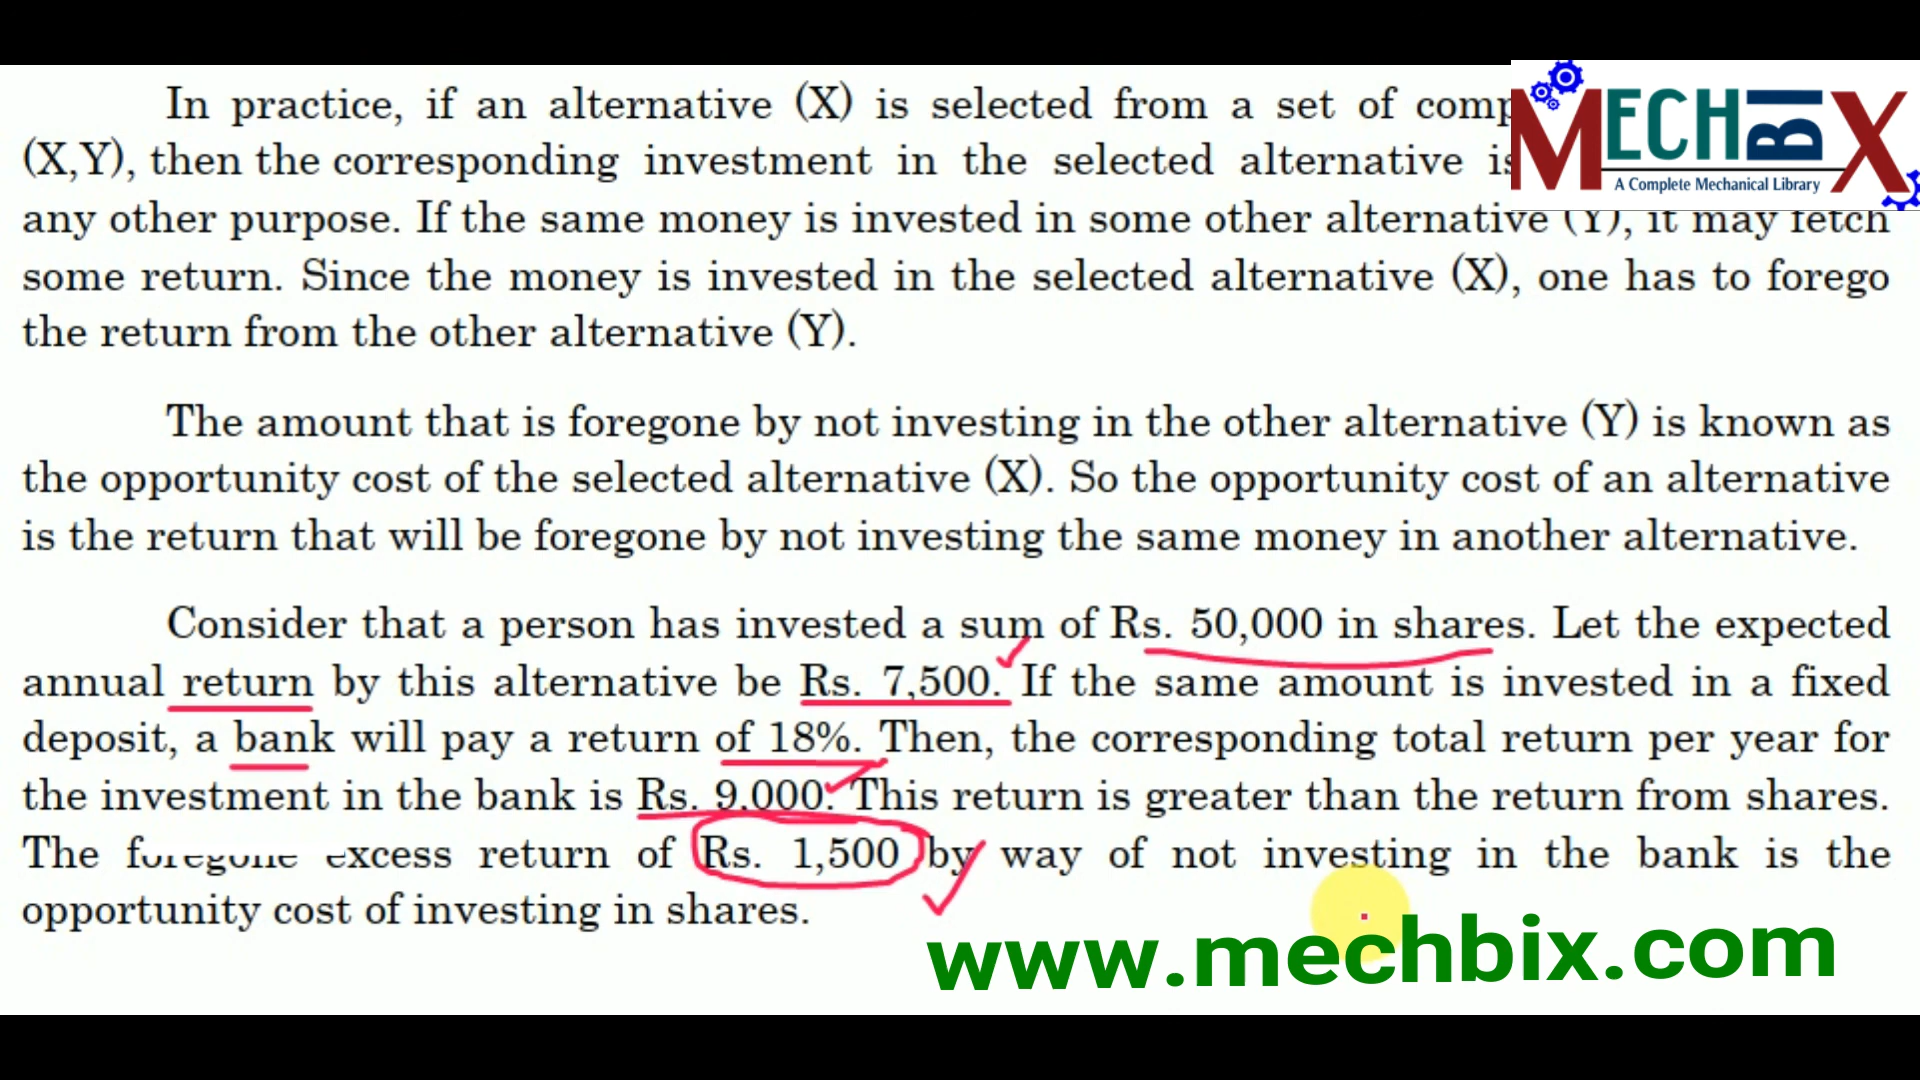 In practice, if an alternative (X) is selected from a set of
(X,Y), then the corresponding investment in the selected alternative
any other purpose. If the same money is invested in some other alternative (Y), it may fetch
some return. Since the money is invested in the selected alternative (X), one has to forego
the return from the other alternative (Y).
The amount that is foregone by not investing in the other alternative (Y) is known as
the opportunity cost of the selected alternative (X). So the opportunity cost of an alternative
is the return that will be foregone by not investing the same money in another alternative.
Consider that a person has invested a sum of Rs. 50,000 in shares. Let the expected
annual return by this alternative be Rs. 7,500. If the same amount is invested in a fixed
deposit, a bank will pay a return of 18%. Then, the corresponding total return per year for
the investment in the bank is Rs. 9,000. This return is greater than the return from shares.
The foregone excess return of Rs. 1,500 by way of not investing in the bank is the
opportunity cost of investing in shares.
MECHBIX
A Complete Mechanical Library
www.mechbix.com